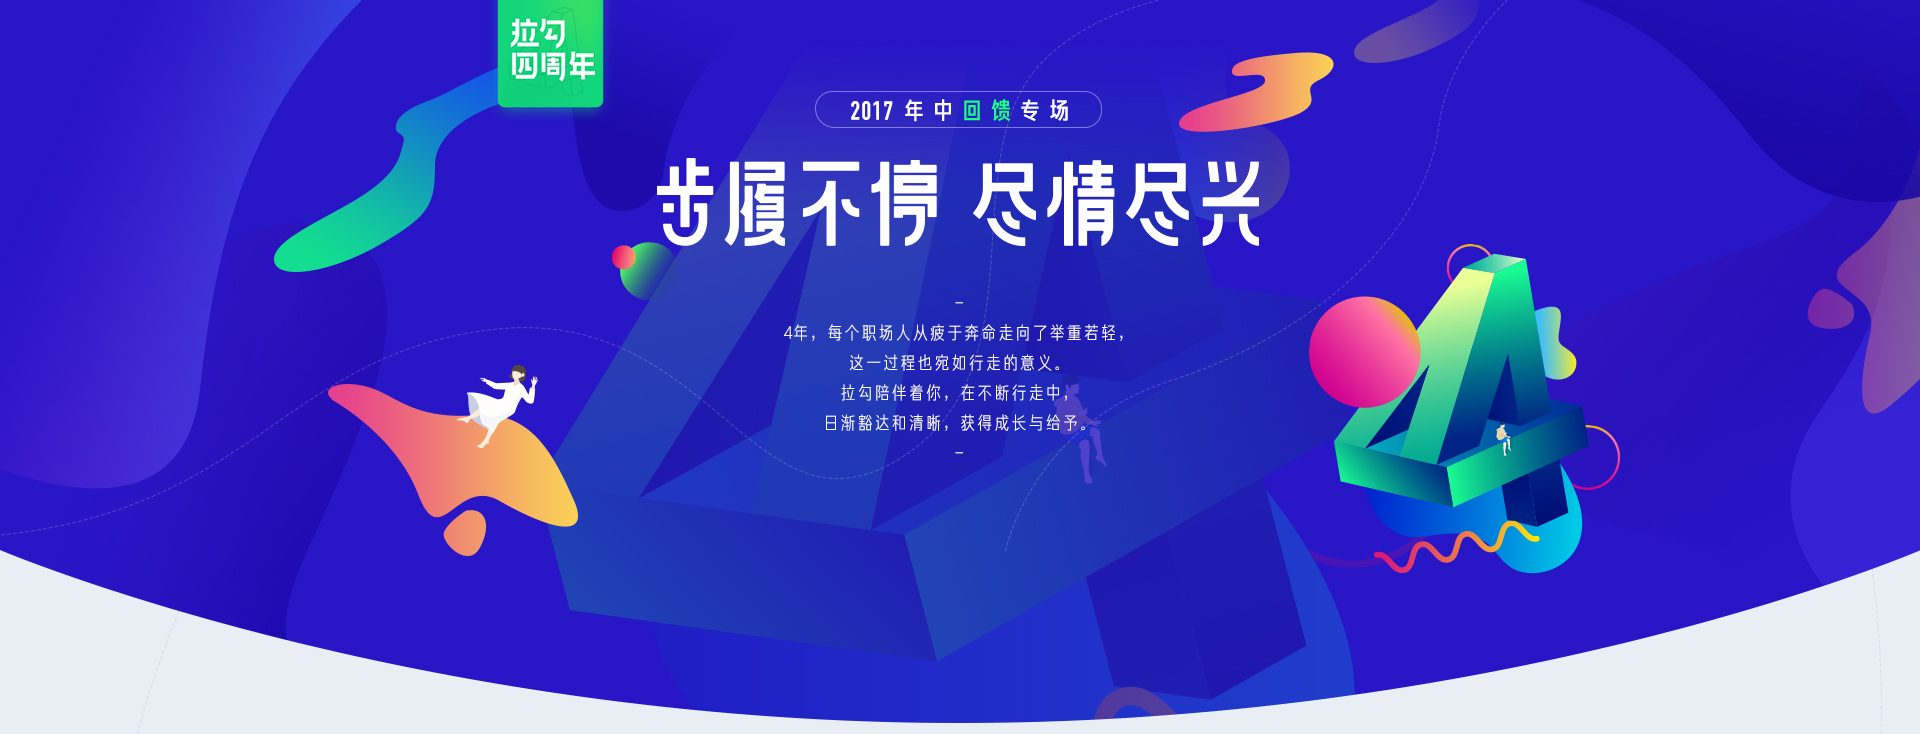 拉勾
四周年
2017 年中回馈专场
步履不停 尽情尽兴
4年，每个职场人从疲于奔命走向了举重若轻，
这一过程也宛如行走的意义。
拉勾陪伴着你，在不断行走中，
日渐豁达和清晰，获得成长与给予。